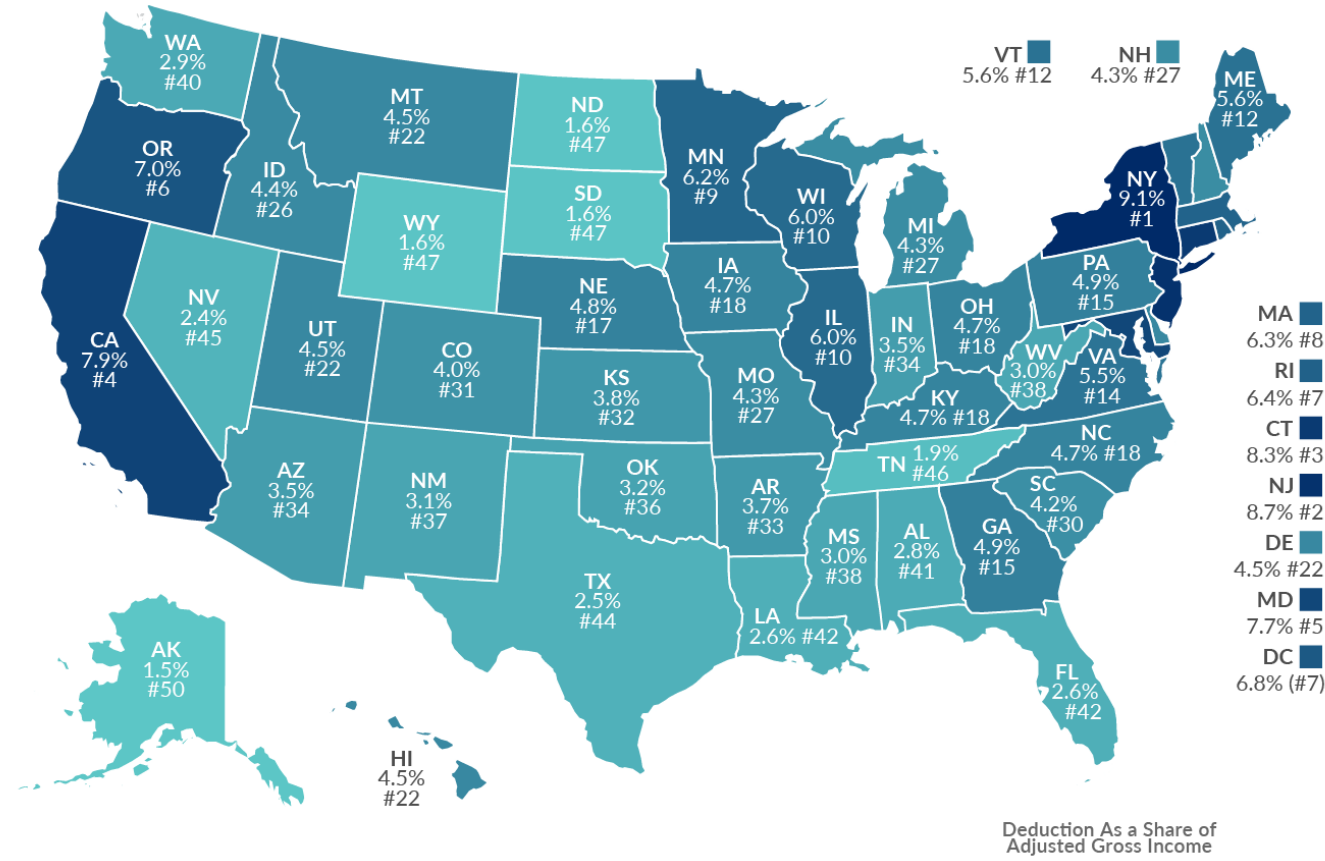 WA
2.9%
#40
OR
7.0%
#6
CA
7.9%
#4
NV
2.4%
#45
ID
4.4%
#26
MT
4.5%
#22
WY
1.6%
#47
UT
4.5%
#22
CO
4.0%
#31
AZ
3.5%
#34
NM
3.1%
#37
ND
1.6%
#47
SD
1.6%
#47
NE
4.8%
#17
KS
3.8%
#32
OK
3.2%
#36
TX
2.5%
#44
MN
6.2%
#9
IA
4.7%
#18
MO
4.3%
#27
AR
3.7%
#33
LA
2.6% #42
WI
6.0%
#10
IL
6.0%
#10
MI
4.3%
#27
IN
3.5%
#34
OH
4.7%
#18
KY
4.7% #18
TN 1.9%
#46
MS
3.0%
#38
AL
2.8%
#41
GA
4.9%
#15
FL
2.6%
#42
SC
4.2%
#30
NC
4.7% #18
VA
5.5%
#14
WV
3.0%
#38
PA
4.9%
#15
NY
9.1%
#1
ME
5.6%
#12
VT
5.6% #12
NH
4.3% #27
MA
6.3% #8
RI
6.4% #7
CT
8.3% #3
NJ
8.7% #2
DE
4.5% #22
MD
7.7% #5
DC
6.8% (#7)
AK
1.5%
#50
HI
4.5%
#22
Deduction As a Share of
Adjusted Gross Income